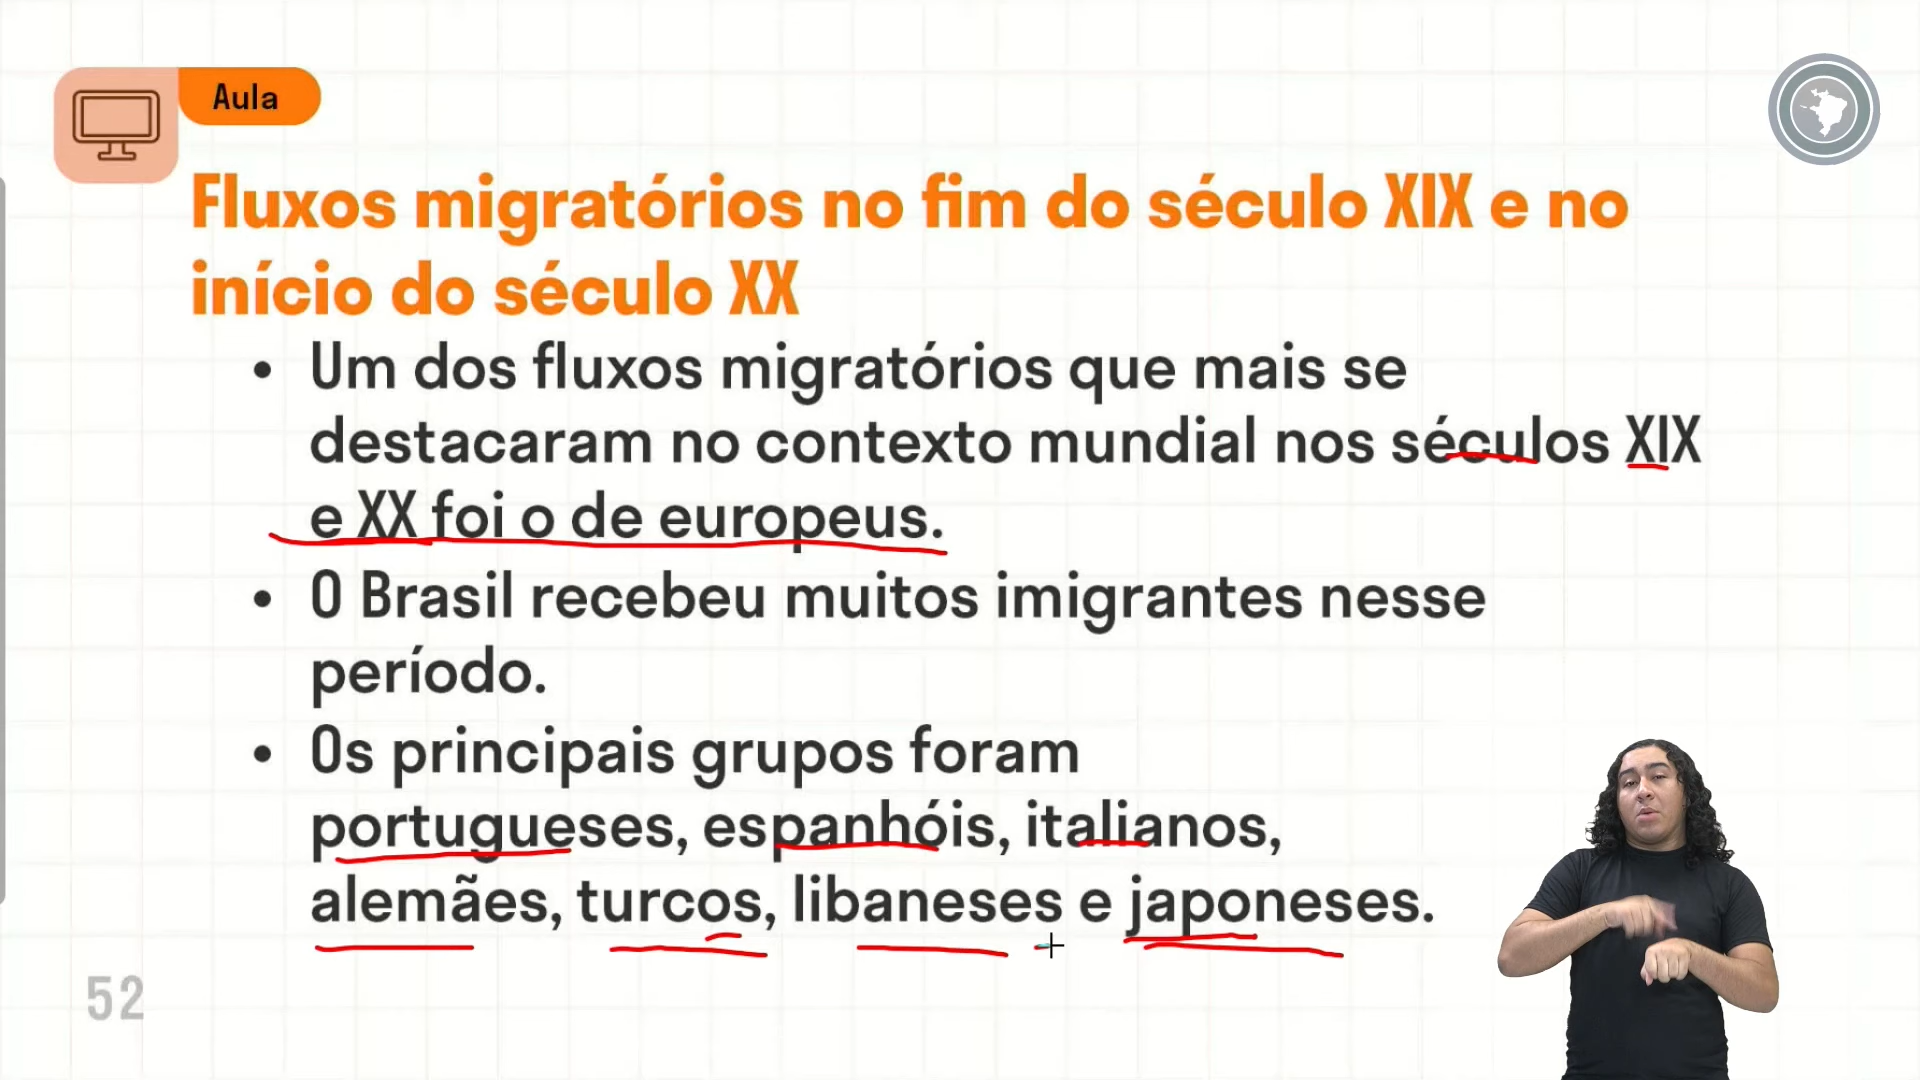 Aula
Fluxos migratórios no fim do século XIX e no
início do século XX
• Um dos fluxos migratórios que mais se
destacaram no contexto mundial nos séculos XIX
e XX foi o de europeus.
• O Brasil recebeu muitos imigrantes nesse
período.
• Os principais grupos foram
portugueses, espanhóis, italianos,
alemães, turcos, libaneses e japoneses.
52